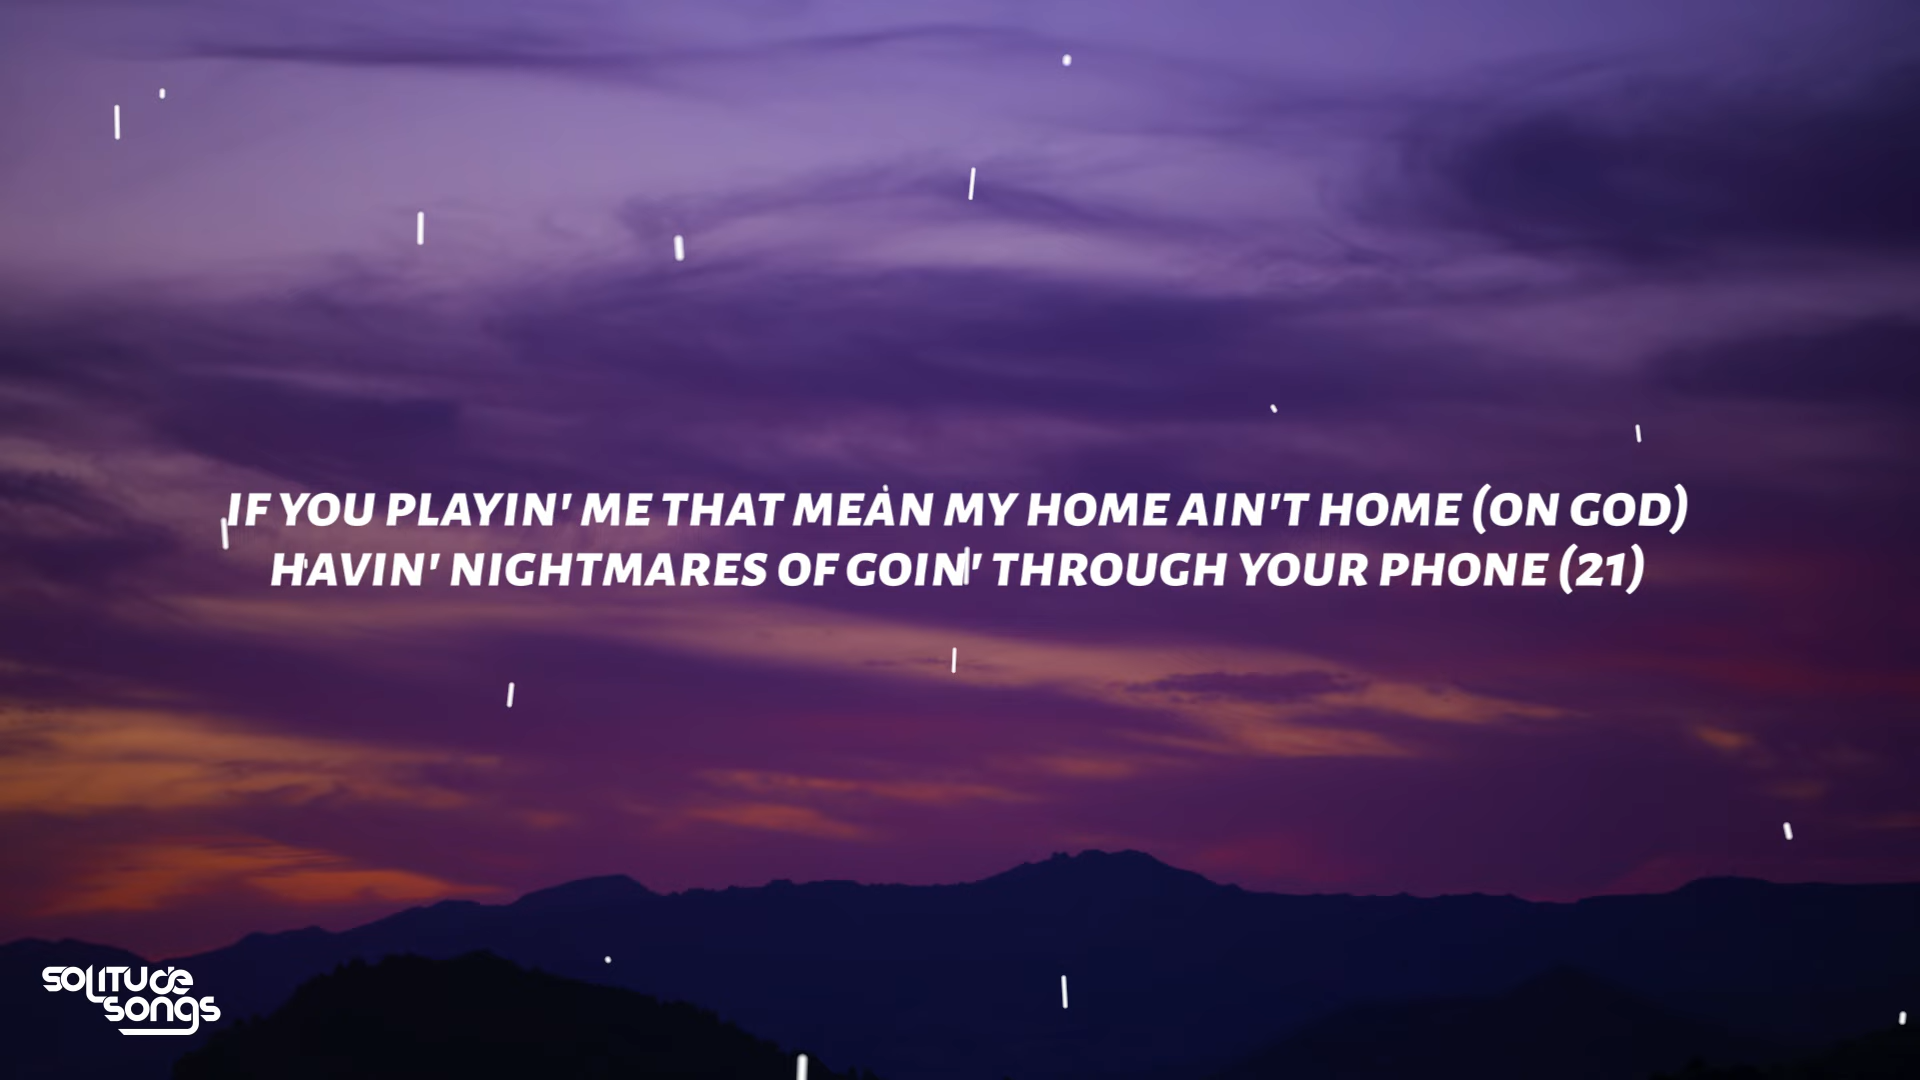 IF YOU PLAYIN' ME THAT MEAN MY HOME AIN'T HOME (ON GOD)
HAVIN' NIGHTMARES OF GOIN' THROUGH YOUR PHONE (21)
SOLITUDE
SONGS